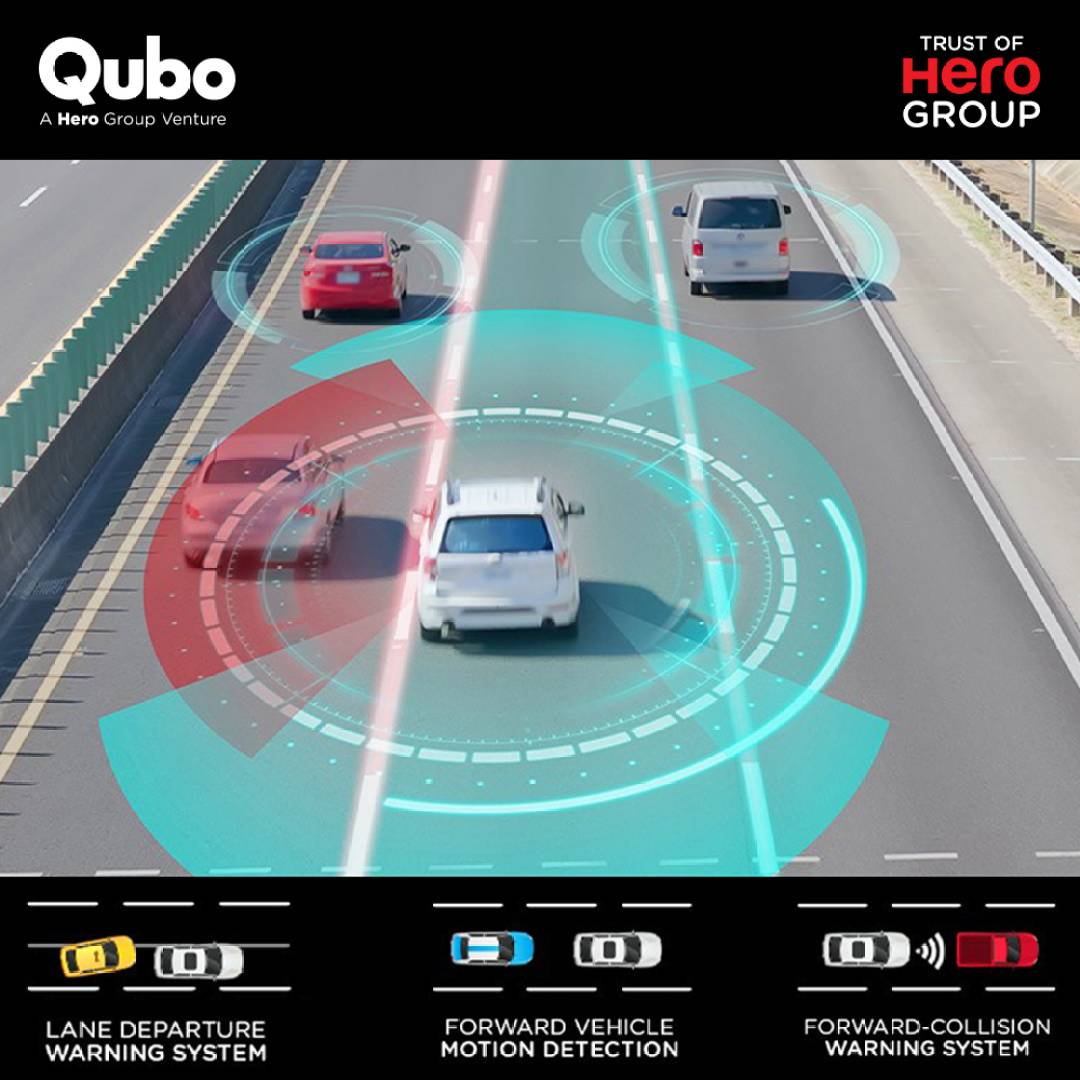 Qubo
A Hero Group Venture
TRUST OF
Hero
GROUP
LANE DEPARTURE
WARNING SYSTEM
FORWARD VEHICLE
MOTION DETECTION
FORWARD-COLLISION
WARNING SYSTEM